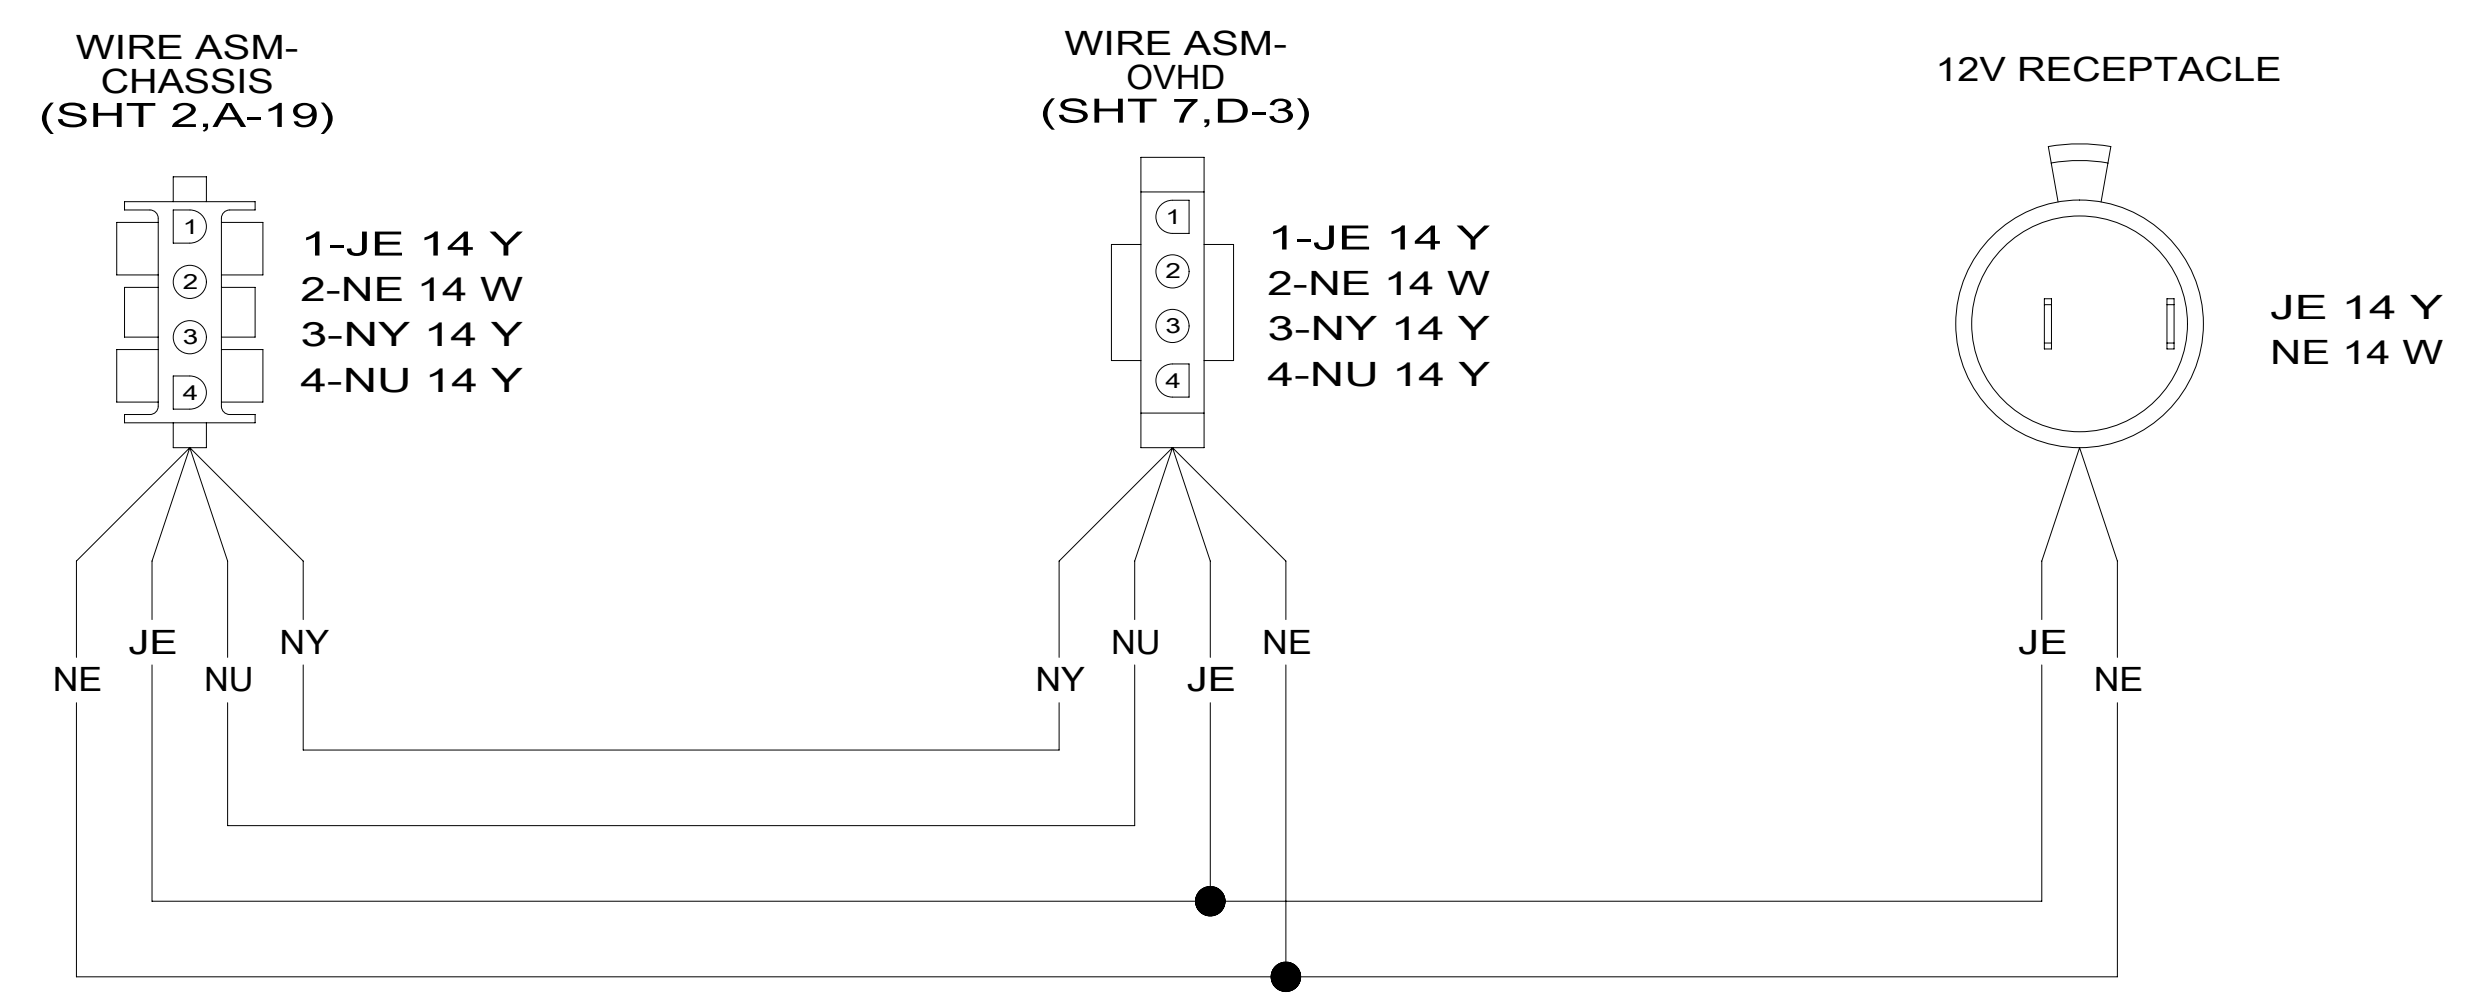 WIRE ASM-
CHASSIS
(SHT 2,A-19)
1
2
3
4
1-JE 14 Y
2-NE 14 W
3-NY 14 Y
4-NU 14 Y
NE
JE
NU
NY
WIRE ASM-
OVHD
(SHT 7,D-3)
1
2
3
4
1-JE 14 Y
2-NE 14 W
3-NY 14 Y
4-NU 14 Y
NY
NU
JE
NE
12V RECEPTACLE
JE 14 Y
NE 14 W
JE
NE